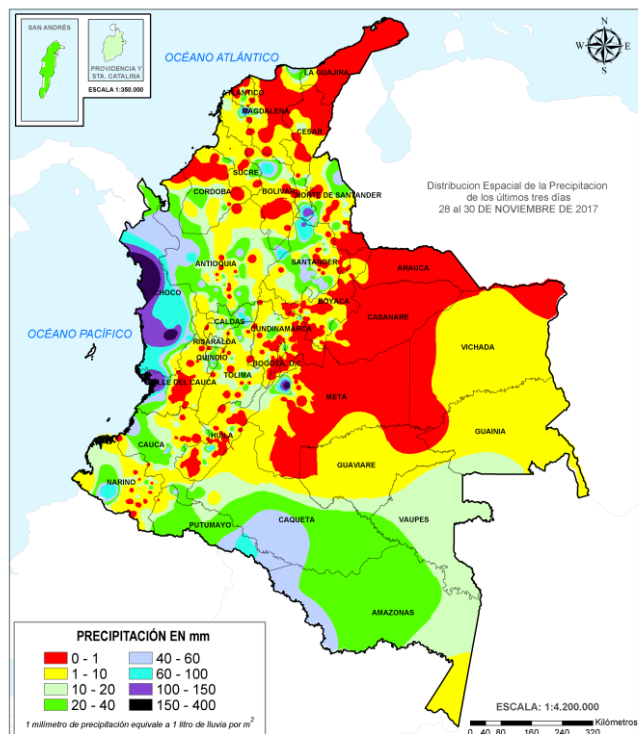 SAN ANDRÉS
PROVIDENCIA Y
STA. CATALINA
ESCALA 1:350.000
OCÉANO ATLÁNTICO
N
W E
S
LA GUAJIRA
ATLANTICO
MAGDALENA
CESAR
SUCRE
CORDOBA
BOLIVAR
NORTE DE SANTANDER
Distribucion Espacial de la Precipitacion
de los últimos tres días
28 al 30 DE NOVIEMBRE DE 2017
ANTIOQUIA
SANTANDER
ARAUCA
CHOCO
BOYACA
CASANARE
OCÉANO PACÍFICO
CALDAS
CUNDINAMARCA
RISARALDA
VICHADA
QUINDIO
BOGOTA, D.C.
TOLIMA
VALLE DEL CAUCA
META
GUAINIA
CAUCA
HUILA
GUAVIARE
NARINO
PUTUMAYO
CAQUETA
VAUPES
AMAZONAS
PRECIPITACIÓN EN mm
0 - 1 40 - 60
1 - 10 60 - 100
10 - 20 100 - 150
20 - 40 150 - 400
1 milímetro de precipitación equivale a 1 litro de lluvia por m²
ESCALA: 1:4.200.000
Kilómetros
0 40 80 160 240 320